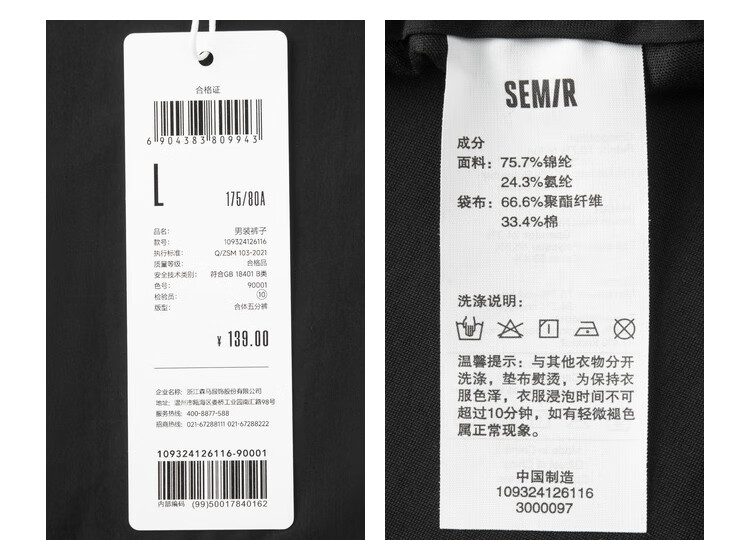 合格证
6 904383 809943
L
175/80A
品名： 男装裤子
款号： 109324126116
执行标准： Q/ZSM 103-2021
质量等级： 合格品
安全技术类别： 符合GB 18401 B类
色号： 90001
检验员： 10
版型： 合体五分裤
¥ 139.00
企业名称：浙江森马服饰股份有限公司
地址：温州市瓯海区娄桥工业园南汇路98号
服务热线：400-8877-588
招商热线：021-67288111 021-67288222
109324126116-90001
内部编码 (99)50017840162
SEMIR
成分
面料：75.7%锦纶
24.3%氨纶
袋布：66.6%聚酯纤维
33.4%棉
洗涤说明：
温馨提示：与其他衣物分开
洗涤，垫布熨烫，为保持衣
服色泽，衣服浸泡时间不可
超过10分钟，如有轻微褪色
属正常现象。
中国制造
109324126116
3000097